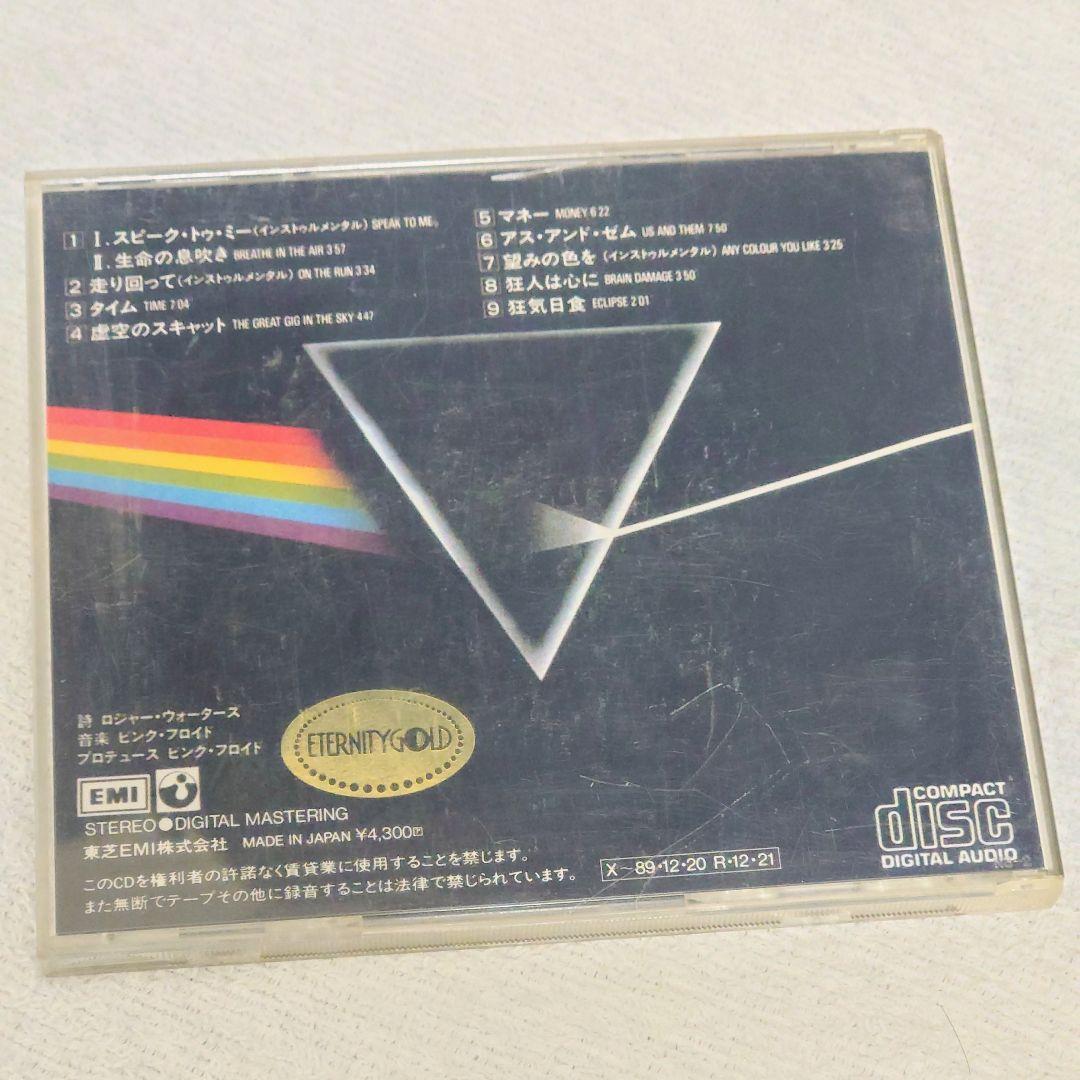 1 I.スピーク・トゥ・ミー(インストゥルメンタル) SPEAK TO ME
II.生命の息吹き BREATHE IN THE AIR 3 57
2 走り回って(インストゥルメンタル) ON THE RUN 3 34
3 タイム TIME 7 04
4 虚空のスキャット THE GREAT GIG IN THE SKY 4 47
5 マネー MONEY 6 22
6 アス・アンド・ゼム US AND THEM 7 50
7 望みの色を(インストゥルメンタル) ANY COLOUR YOU LIKE 3 25
8 狂人は心に BRAIN DAMAGE 3 50
9 狂気日食 ECLIPSE 2 01
詩 ロジャー・ウォータース
音楽 ピンク・フロイド
プロデュース ピンク・フロイド
ETERNITY GOLD
EMI
STEREO●DIGITAL MASTERING
東芝EMI株式会社 MADE IN JAPAN ¥4,300
このCDを権利者の許諾なく賃貸業に使用することを禁じます。
また無断でテープその他に録音することは法律で禁じられています。
X~89・12・20 R・12・21
COMPACT
disc
DIGITAL AUDIO